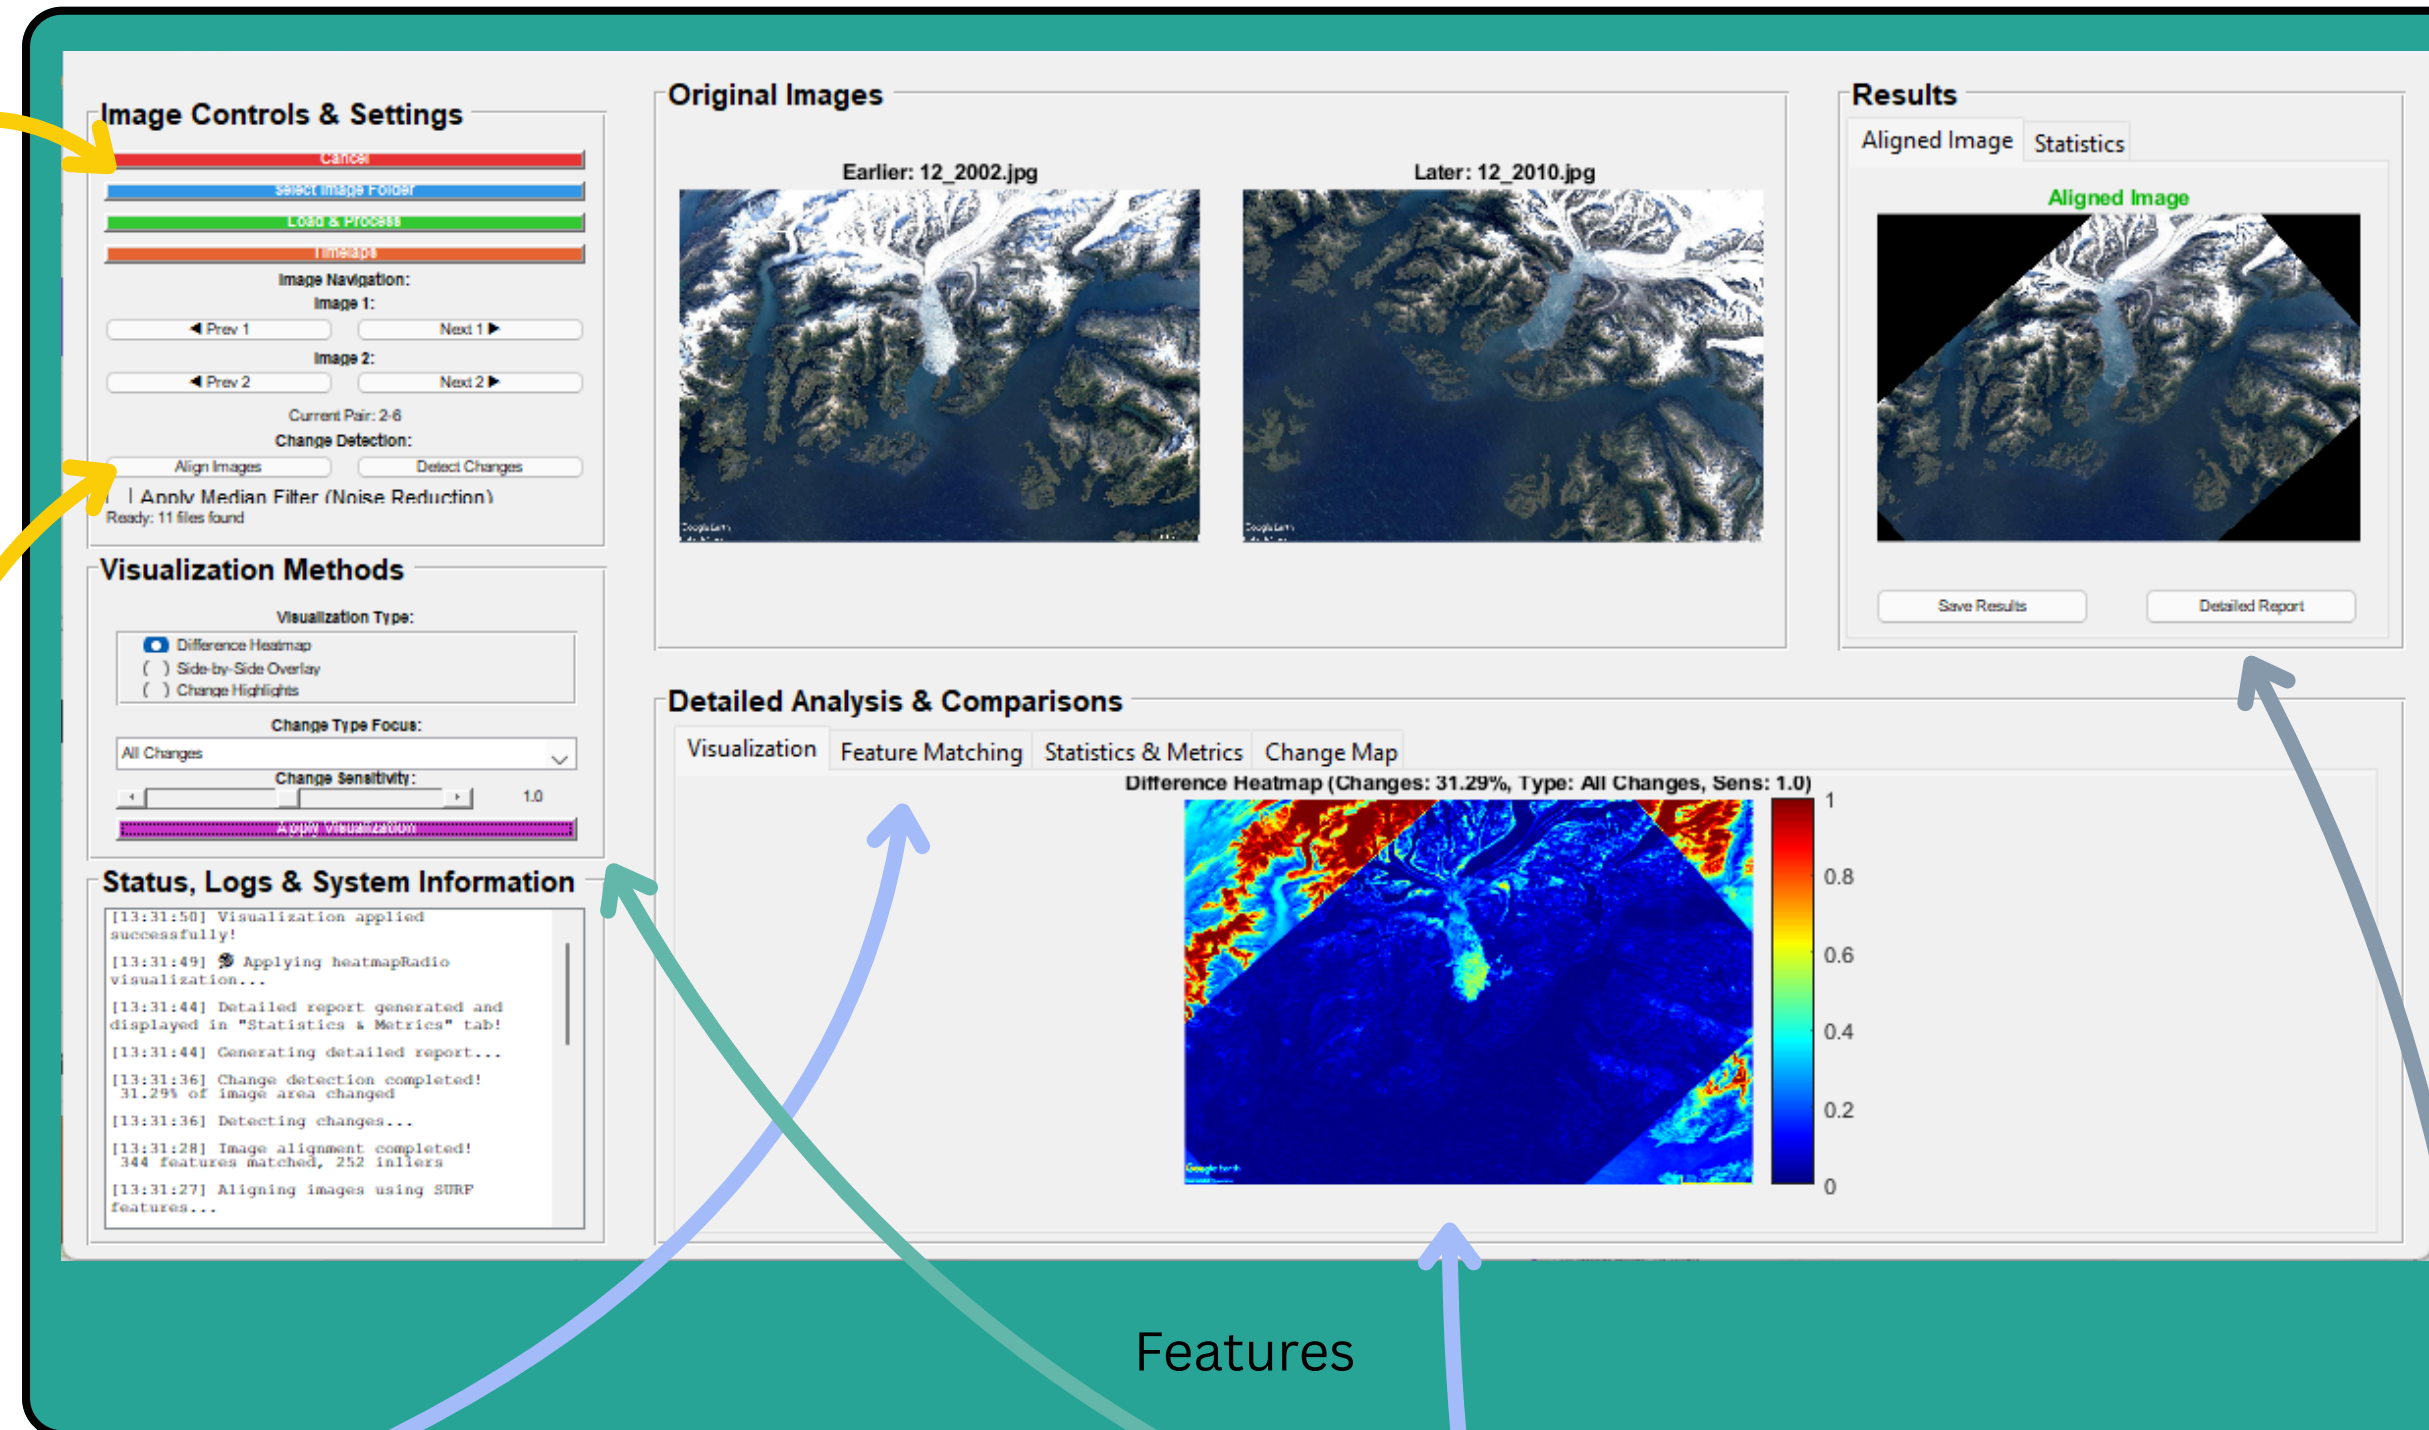 Image Controls & Settings
Cancel
Select Image Folder
Load & Process
Timelaps
Image Navigation:
Image 1:
◀ Prev 1
Next 1 ▶
Image 2:
◀ Prev 2
Next 2 ▶
Current Pair: 2-6
Change Detection:
Align Images
Detect Changes
Apply Median Filter (Noise Reduction)
Ready: 11 files found
Visualization Methods
Visualization Type:
Difference Heatmap
( ) Side-by-Side Overlay
( ) Change Highlights
Change Type Focus:
All Changes
Change Sensitivity:
1.0
Apply Visualization
Status, Logs & System Information
[13:31:50] Visualization applied
successfully!
[13:31:49] Applying heatmapRadio
visualization...
[13:31:44] Detailed report generated and
displayed in "Statistics & Metrics" tab!
[13:31:44] Generating detailed report...
[13:31:36] Change detection completed!
31.29% of image area changed
[13:31:36] Detecting changes...
[13:31:28] Image alignment completed!
344 features matched, 252 inliers
[13:31:27] Aligning images using SURF
features...
Original Images
Earlier: 12_2002.jpg
Later: 12_2010.jpg
Google Earth
Google Earth
Results
Aligned Image
Statistics
Aligned Image
Save Results
Detailed Report
Detailed Analysis & Comparisons
Visualization
Feature Matching
Statistics & Metrics
Change Map
Difference Heatmap (Changes: 31.29%, Type: All Changes, Sens: 1.0)
1
0.8
0.6
0.4
0.2
0
Google Earth
Features